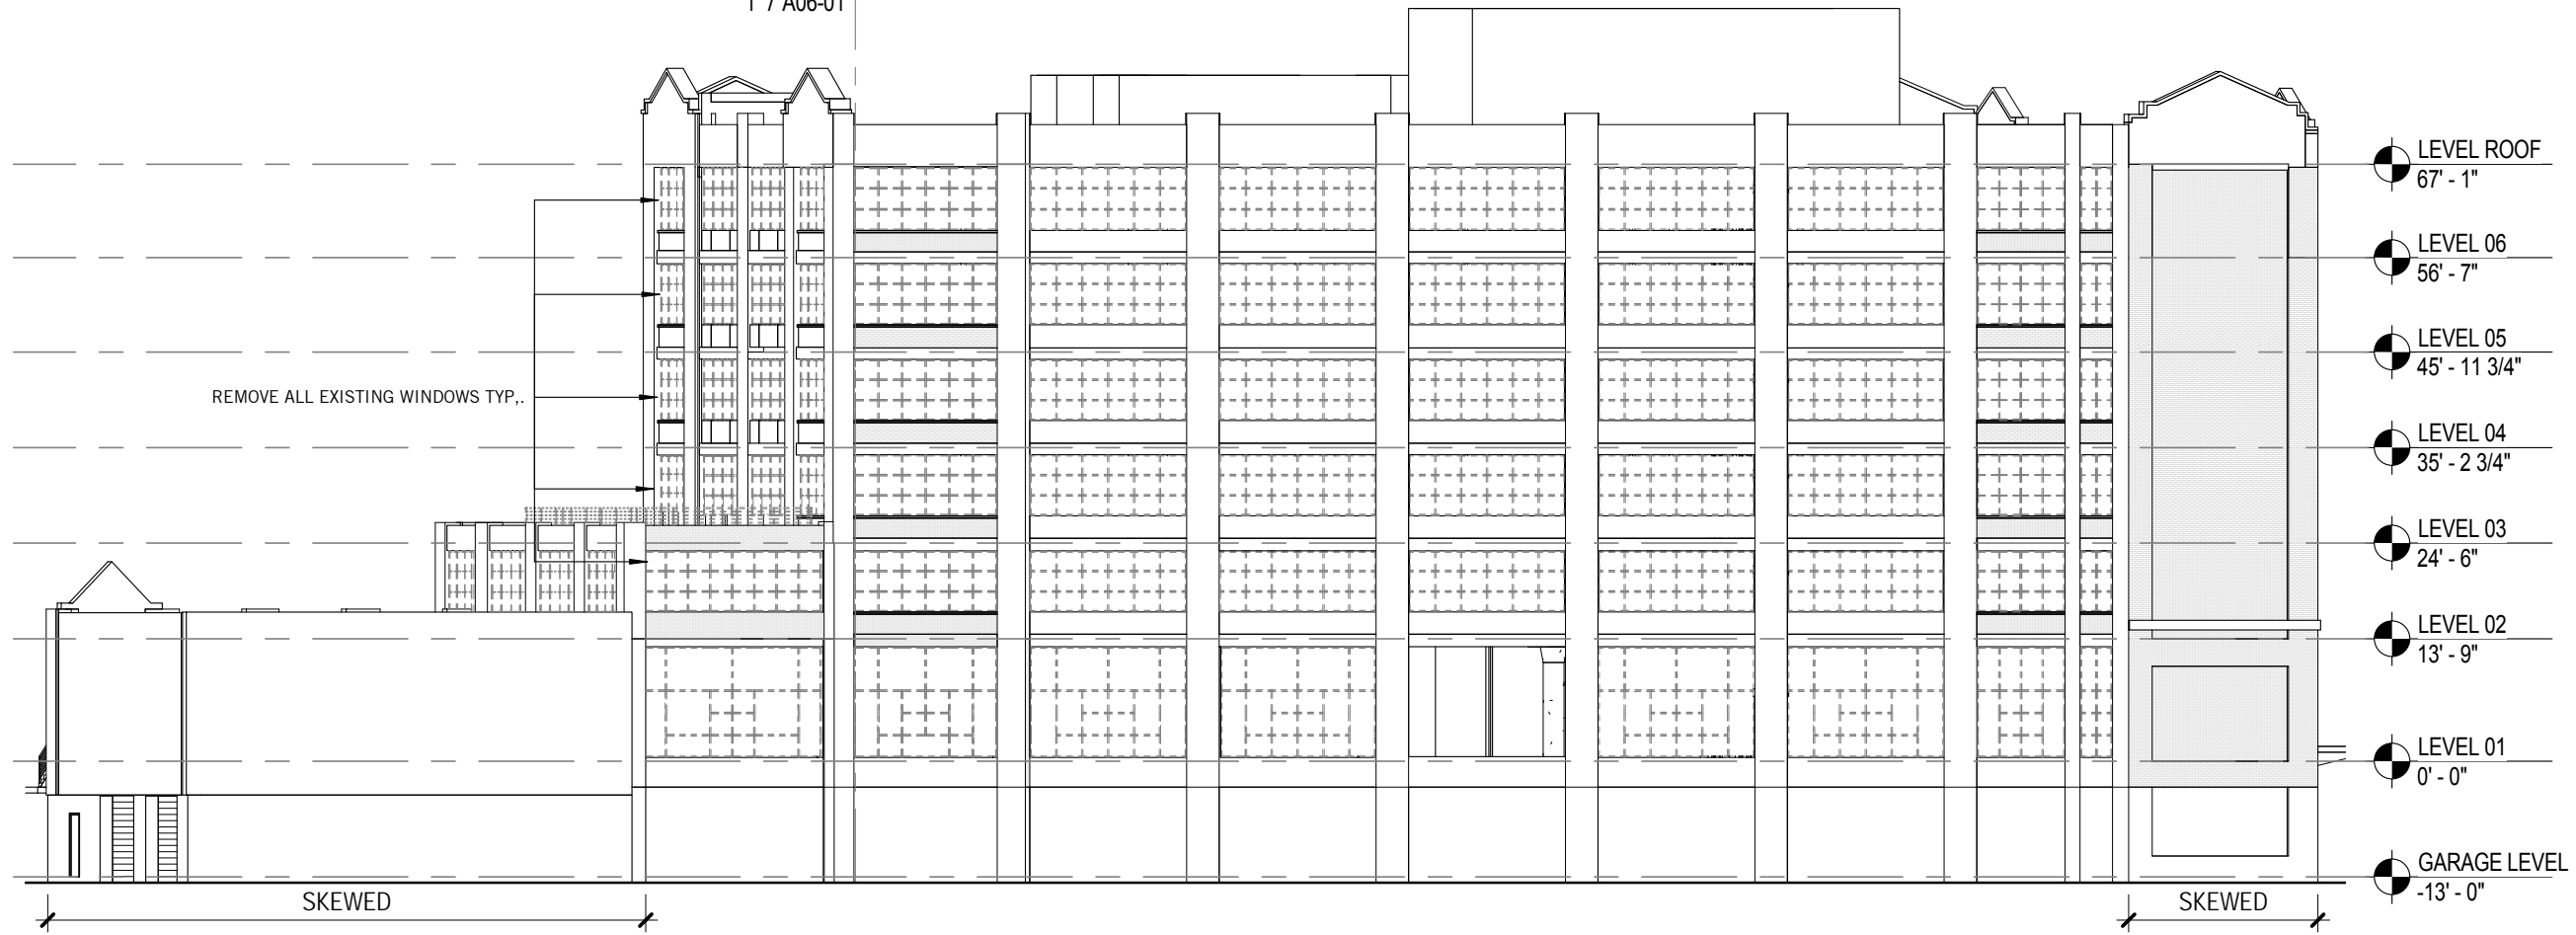 1 / A06-01
LEVEL ROOF
67' - 1"
LEVEL 06
56' - 7"
LEVEL 05
45' - 11 3/4"
REMOVE ALL EXISTING WINDOWS TYP,.
LEVEL 04
35' - 2 3/4"
LEVEL 03
24' - 6"
LEVEL 02
13' - 9"
LEVEL 01
0' - 0"
GARAGE LEVEL
-13' - 0"
SKEWED
SKEWED